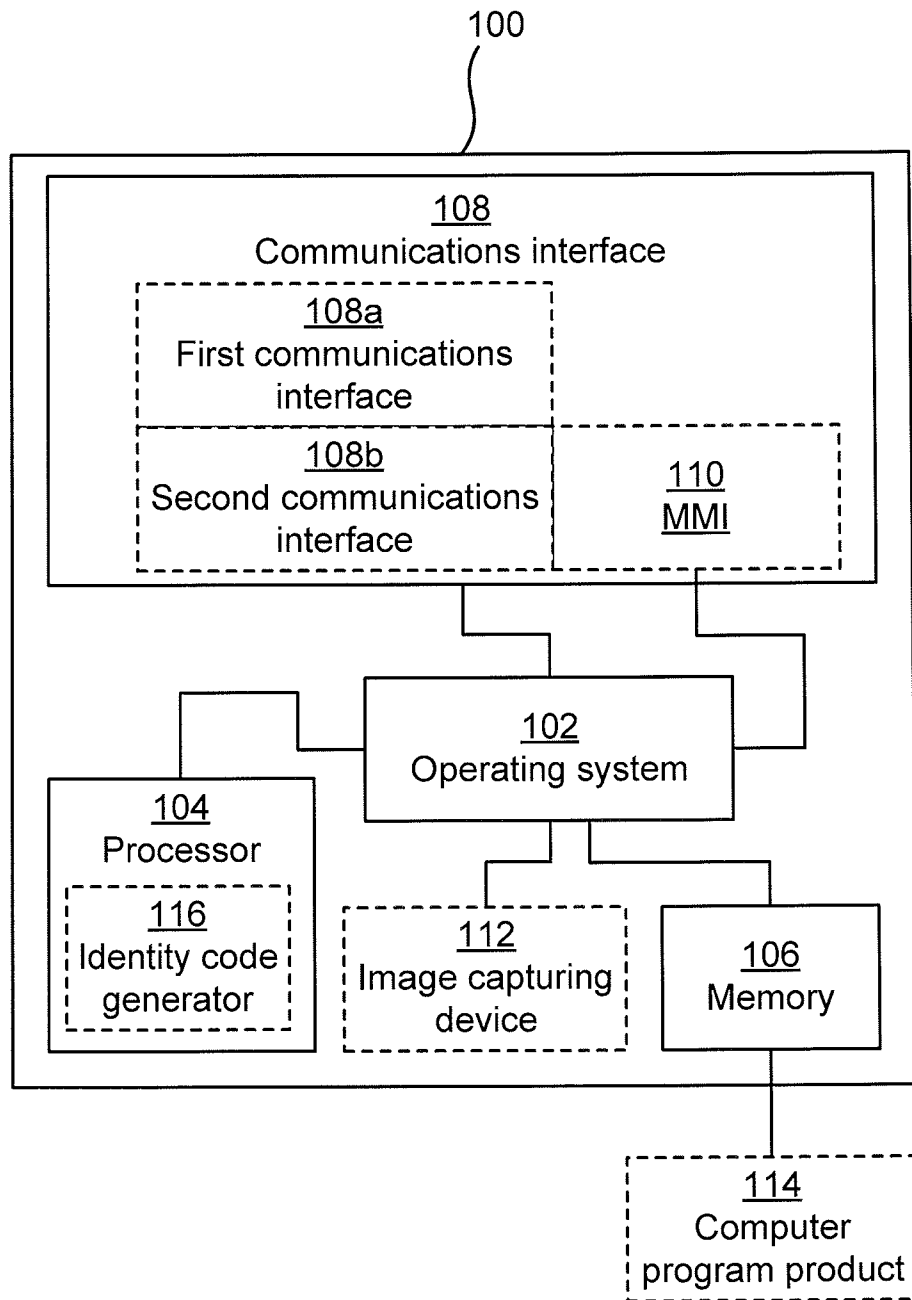 100
108
Communications interface
108a
First communications
interface
108b
Second communications
interface
110
MMI
102
Operating system
104
Processor
116
Identity code
generator
112
Image capturing
device
106
Memory
114
Computer
program product